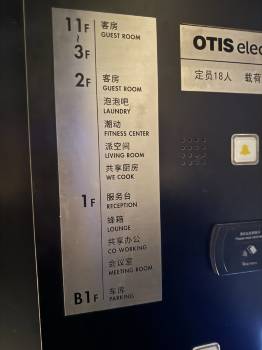 11F
~
3F
客房
GUEST ROOM
2F
客房
GUEST ROOM
泡泡吧
LAUNDRY
潮动
FITNESS CENTER
派空间
LIVING ROOM
共享厨房
WE COOK
1F
服务台
RECEPTION
蜂箱
LOUNGE
共享办公
CO WORKING
会议室
MEETING ROOM
B1F
车库
PARKING
OTIS elec
定员18人 载荷